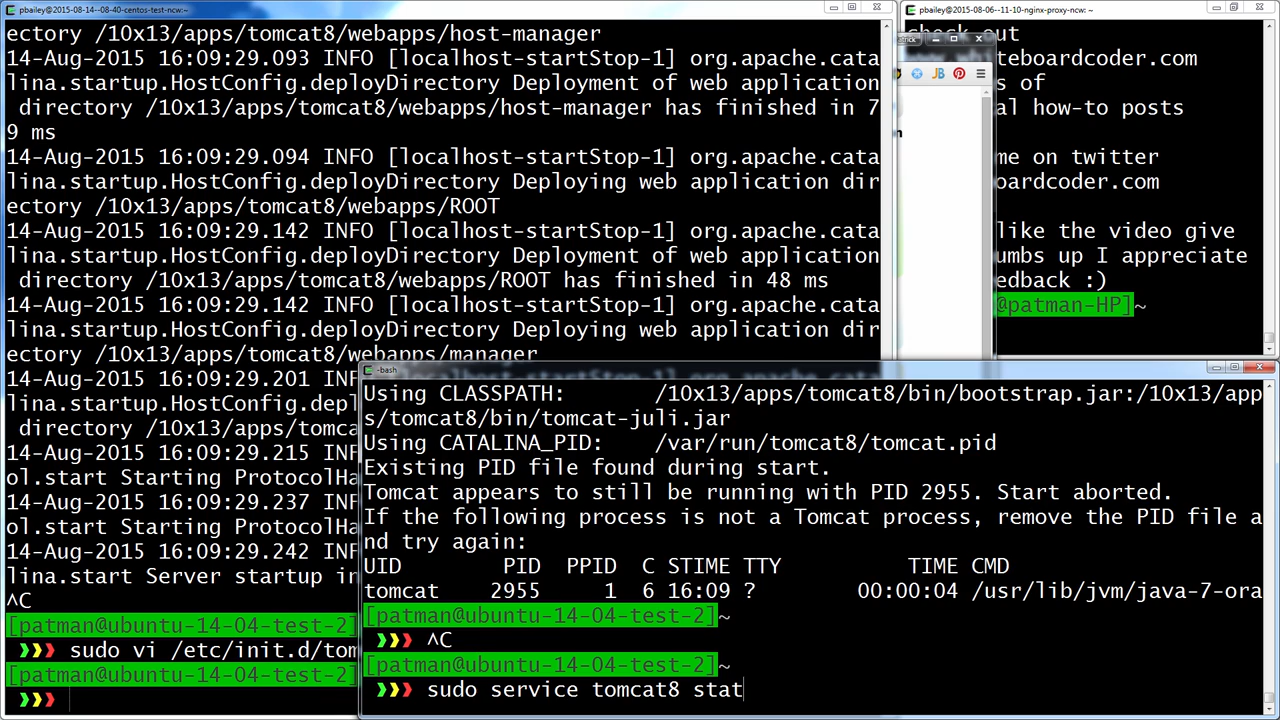 pbailey@2015-08-14--08-40-centos-test-ncw:~
ectory /10x13/apps/tomcat8/webapps/host-manager
14-Aug-2015 16:09:29.093 INFO [localhost-startStop-1] org.apache.cata
lina.startup.HostConfig.deployDirectory Deployment of web application
directory /10x13/apps/tomcat8/webapps/host-manager has finished in 7
9 ms
14-Aug-2015 16:09:29.094 INFO [localhost-startStop-1] org.apache.cata
lina.startup.HostConfig.deployDirectory Deploying web application dir
ectory /10x13/apps/tomcat8/webapps/ROOT
14-Aug-2015 16:09:29.142 INFO [localhost-startStop-1] org.apache.cata
lina.startup.HostConfig.deployDirectory Deployment of web application
directory /10x13/apps/tomcat8/webapps/ROOT has finished in 48 ms
14-Aug-2015 16:09:29.142 INFO [localhost-startStop-1] org.apache.cata
lina.startup.HostConfig.deployDirectory Deploying web application dir
ectory /10x13/apps/tomcat8/webapps/manager
14-Aug-2015 16:09:29.201 INFO
lina.startup.HostConfig.depl
directory /10x13/apps/tomca
14-Aug-2015 16:09:29.215 INFO
ol.start Starting ProtocolHa
14-Aug-2015 16:09:29.237 INFO
ol.start Starting ProtocolHa
14-Aug-2015 16:09:29.242 INFO
lina.start Server startup in
^C
[patman@ubuntu-14-04-test-2]
❯❯❯ sudo vi /etc/init.d/tom
[patman@ubuntu-14-04-test-2]
❯❯❯
pbailey@2015-08-06--11-10-nginx-proxy-ncw: ~
eck out
teboardcoder.com
s of
al how-to posts
me on twitter
oardcoder.com
like the video give
umbs up I appreciate
edback :)
@patman-HP]~
-bash
Using CLASSPATH: /10x13/apps/tomcat8/bin/bootstrap.jar:/10x13/app
s/tomcat8/bin/tomcat-juli.jar
Using CATALINA_PID: /var/run/tomcat8/tomcat.pid
Existing PID file found during start.
Tomcat appears to still be running with PID 2955. Start aborted.
If the following process is not a Tomcat process, remove the PID file a
nd try again:
UID PID PPID C STIME TTY TIME CMD
tomcat 2955 1 6 16:09 ? 00:00:04 /usr/lib/jvm/java-7-ora
[patman@ubuntu-14-04-test-2]~
❯❯❯ ^C
[patman@ubuntu-14-04-test-2]~
❯❯❯ sudo service tomcat8 stat